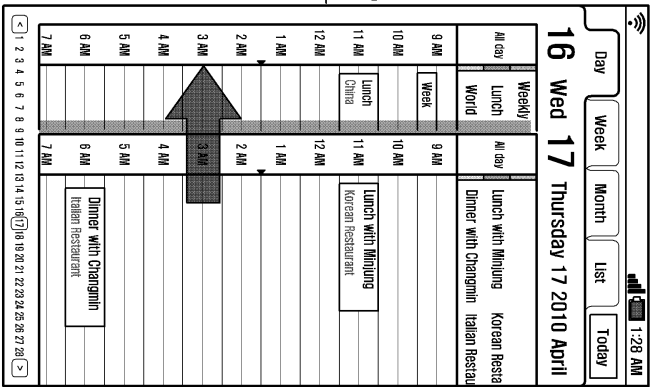 1:28 AM
Day Week Month List Today
16 Wed 17 Thursday 17 2010 April
Weekly
All day Lunch All day Lunch with Minjung Korean Resta
World Dinner with Changmin Italian Restau
9 AM Week 9 AM
10 AM 10 AM
11 AM Lunch 11 AM Lunch with Minjung
China Korean Restaurant
12 AM 12 AM
1 AM 1 AM
2 AM 2 AM
3 AM 3 AM
4 AM 4 AM
5 AM 5 AM
6 AM 6 AM Dinner with Changmin
Italian Restaurant
7 AM 7 AM
< 1 2 3 4 5 6 7 8 9 10 11 12 13 14 15 16 17 18 19 20 21 22 23 24 25 26 27 28 >